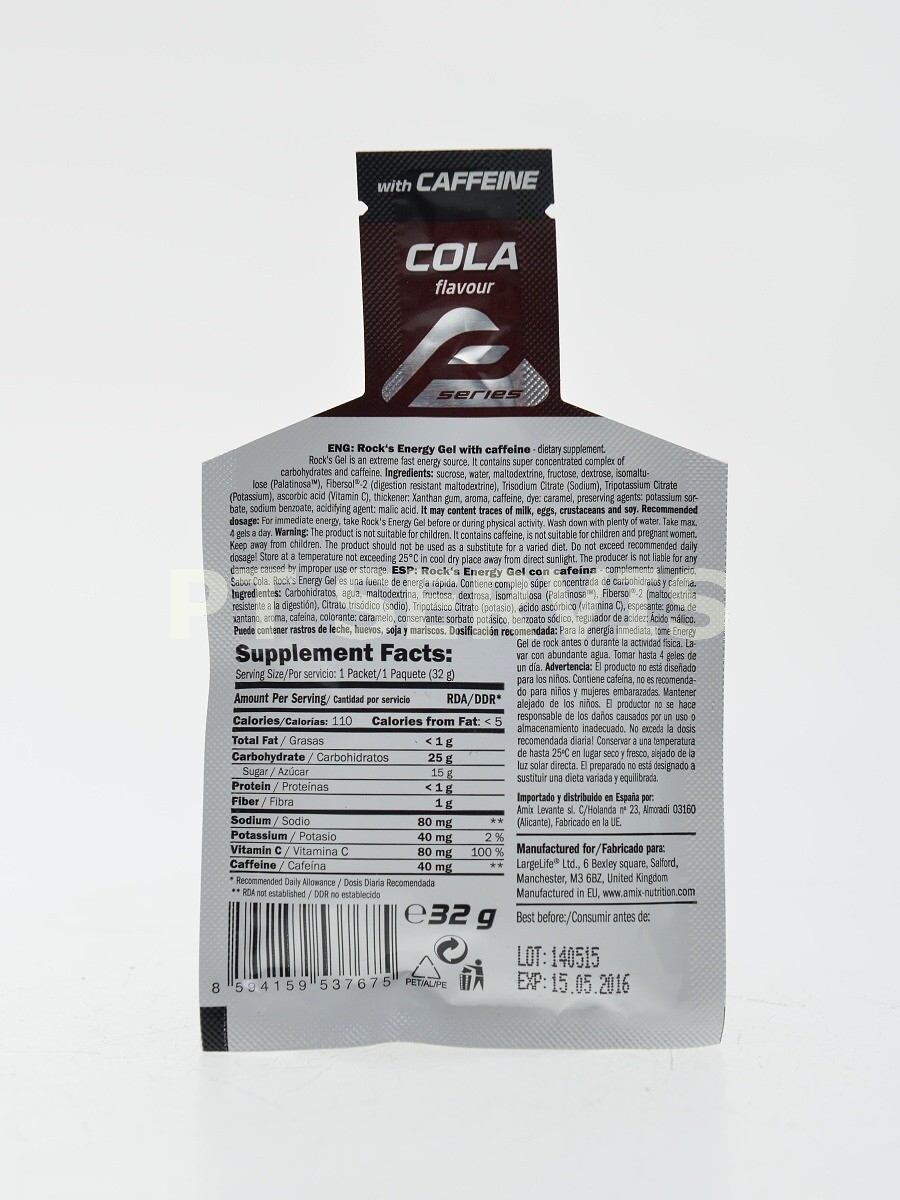 with CAFFEINE
COLA
flavour
series
ENG: Rock's Energy Gel with caffeine - dietary supplement.
Rock's Gel is an extreme fast energy source. It contains super concentrated complex of
carbohydrates and caffeine. Ingredients: sucrose, water, maltodextrine, fructose, dextrose, isomaltu-
lose (Palatinosa™), Fibersol®-2 (digestion resistant maltodextrine), Trisodium Citrate (Sodium), Tripotassium Citrate
(Potassium), ascorbic acid (Vitamin C), thickener: Xanthan gum, aroma, caffeine, dye: caramel, preserving agents: potassium sor-
bate, sodium benzoate, acidifying agent: malic acid. It may content traces of milk, eggs, crustaceans and soy. Recommended
dosage: For immediate energy, take Rock's Energy Gel before or during physical activity. Wash down with plenty of water. Take max.
4 gels a day. Warning: The product is not suitable for children. It contains caffeine, is not suitable for children and pregnant women.
Keep away from children. The product should not be used as a substitute for a varied diet. Do not exceed recommended daily
dosage! Store at a temperature not exceeding 25°C in cool dry place away from direct sunlight. The producer is not liable for any
damage caused by improper use or storage. ESP: Rock's Energy Gel con cafeína - complemento alimenticio.
Sabor Cola. Rock's Energy Gel es una fuente de energía rápida. Contiene complejo súper concentrada de carbohidratos y cafeína.
Ingredientes: Carbohidratos, agua, maltodextrina, fructosa, dextrosa, isomaltulosa (Palatinosa™), Fibersol®-2 (maltodextrina
resistente a la digestión), Citrato trisódico (sodio), Tripotásico Citrato (potasio), ácido ascórbico (vitamina C), espesante: goma de
xantano, aroma, cafeína, colorante: caramelo, conservante: sorbato potásico, benzoato sódico, regulador de acidez: Ácido málico.
Puede contener rastros de leche, huevos, soja y mariscos. Dosificación recomendada: Para la energía inmediata, tome Energy
Gel de rock antes o durante la actividad física. La-
var con abundante agua. Tomar hasta 4 geles de
un día. Advertencia: El producto no está diseñado
para los niños. Contiene cafeína, no es recomenda-
do para niños y mujeres embarazadas. Mantener
alejado de los niños. El productor no se hace
responsable de los daños causados por un uso o
almacenamiento inadecuado. No exceda la dosis
recomendada diaria! Conservar a una temperatura
de hasta 25ºC en lugar seco y fresco, alejado de la
luz solar directa. El preparado no está designado a
sustituir una dieta variada y equilibrada.
Importado y distribuido en España por:
Amix Levante sl. C/Holanda nº 23, Almoradi 03160
(Alicante), Fabricado en la UE.
Manufactured for/Fabricado para:
LargeLife® Ltd., 6 Bexley square, Salford,
Manchester, M3 6BZ, United Kingdom
Manufactured in EU, www.amix-nutrition.com
Best before:/Consumir antes de:
LOT:140515
EXP:15.05.2016
Supplement Facts:
Serving Size/Por servicio: 1 Packet/1 Paquete (32 g)
Amount Per Serving/ Cantidad por servicio RDA/DDR*
Calories/Calorías: 110 Calories from Fat: < 5
Total Fat / Grasas < 1 g
Carbohydrate / Carbohidratos 25 g
Sugar / Azúcar 15 g
Protein / Proteínas < 1 g
Fiber / Fibra 1 g
Sodium / Sodio 80 mg **
Potassium / Potasio 40 mg 2 %
Vitamin C / Vitamina C 80 mg 100 %
Caffeine / Cafeína 40 mg **
* Recommended Daily Allowance / Dosis Diaria Recomendada
** RDA not established / DDR no establecido
℮32 g
PET/AL/PE
8 594159 537675